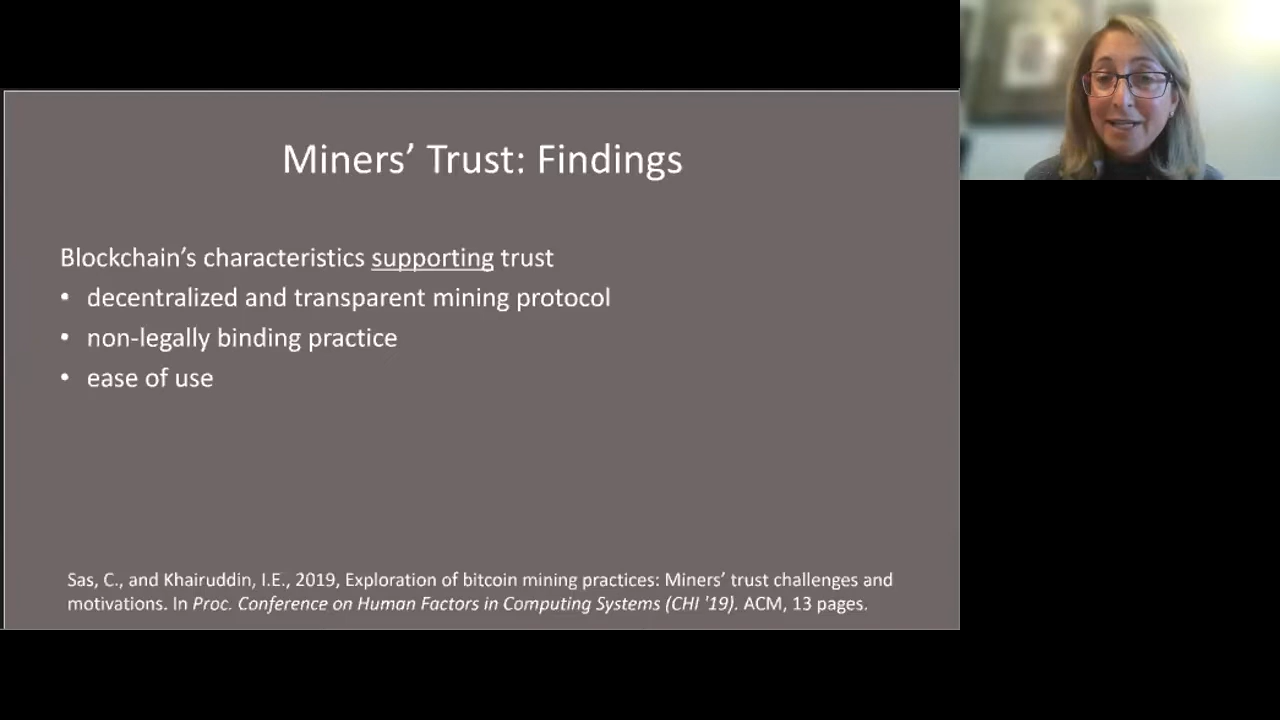 Miners’ Trust: Findings
Blockchain’s characteristics supporting trust
• decentralized and transparent mining protocol
• non-legally binding practice
• ease of use
Sas, C., and Khairuddin, I.E., 2019, Exploration of bitcoin mining practices: Miners’ trust challenges and
motivations. In Proc. Conference on Human Factors in Computing Systems (CHI '19). ACM, 13 pages.